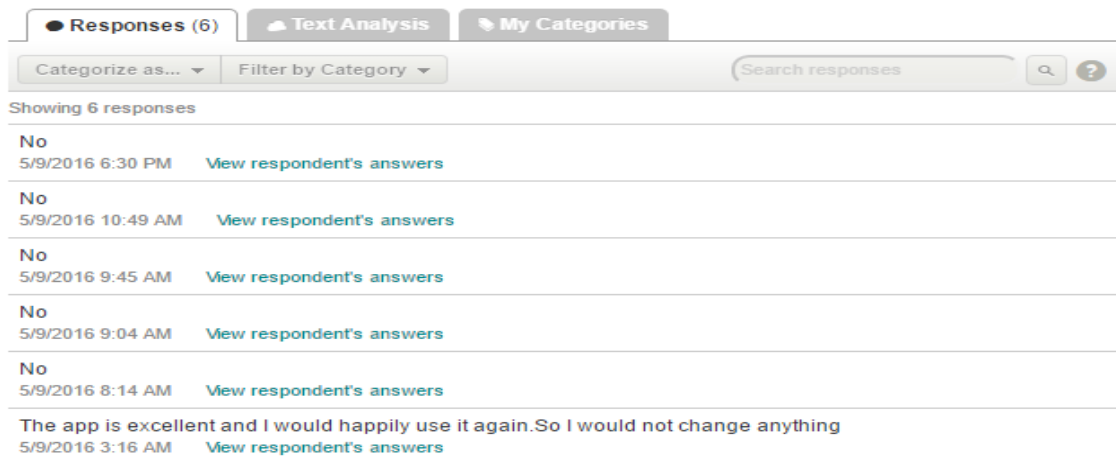 Responses (6) Text Analysis My Categories
Categorize as... Filter by Category Search responses ?
Showing 6 responses
No
5/9/2016 6:30 PM View respondent's answers
No
5/9/2016 10:49 AM View respondent's answers
No
5/9/2016 9:45 AM View respondent's answers
No
5/9/2016 9:04 AM View respondent's answers
No
5/9/2016 8:14 AM View respondent's answers
The app is excellent and I would happily use it again.So I would not change anything
5/9/2016 3:16 AM View respondent's answers